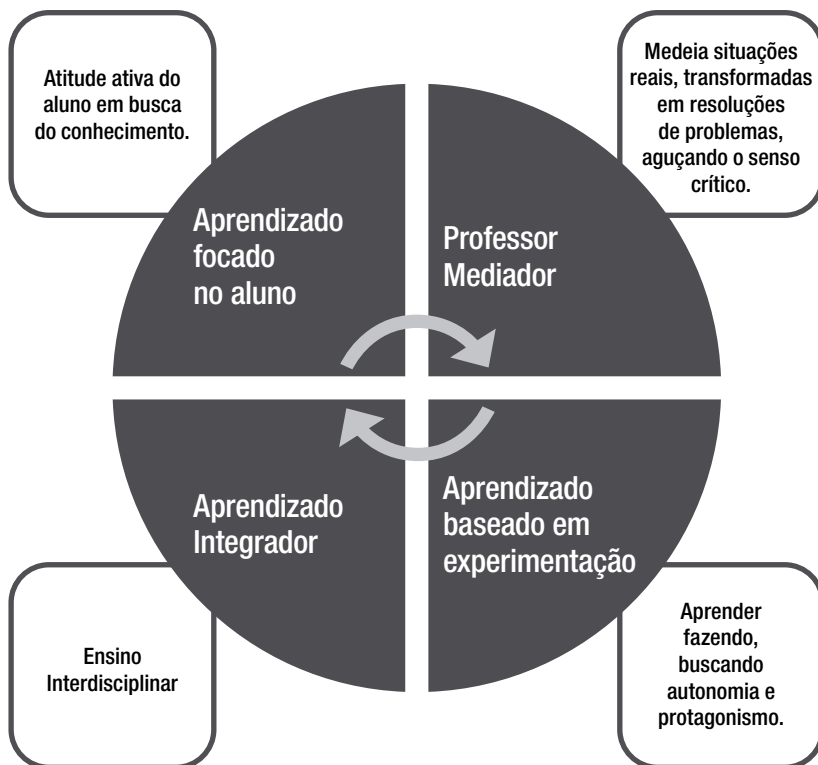 Atitude ativa do
aluno em busca
do conhecimento.
Medeia situações
reais, transformadas
em resoluções
de problemas,
aguçando o senso
crítico.
Aprendizado
focado
no aluno
Professor
Mediador
Aprendizado
Integrador
Aprendizado
baseado em
experimentação
Ensino
Interdisciplinar
Aprender
fazendo,
buscando
autonomia e
protagonismo.